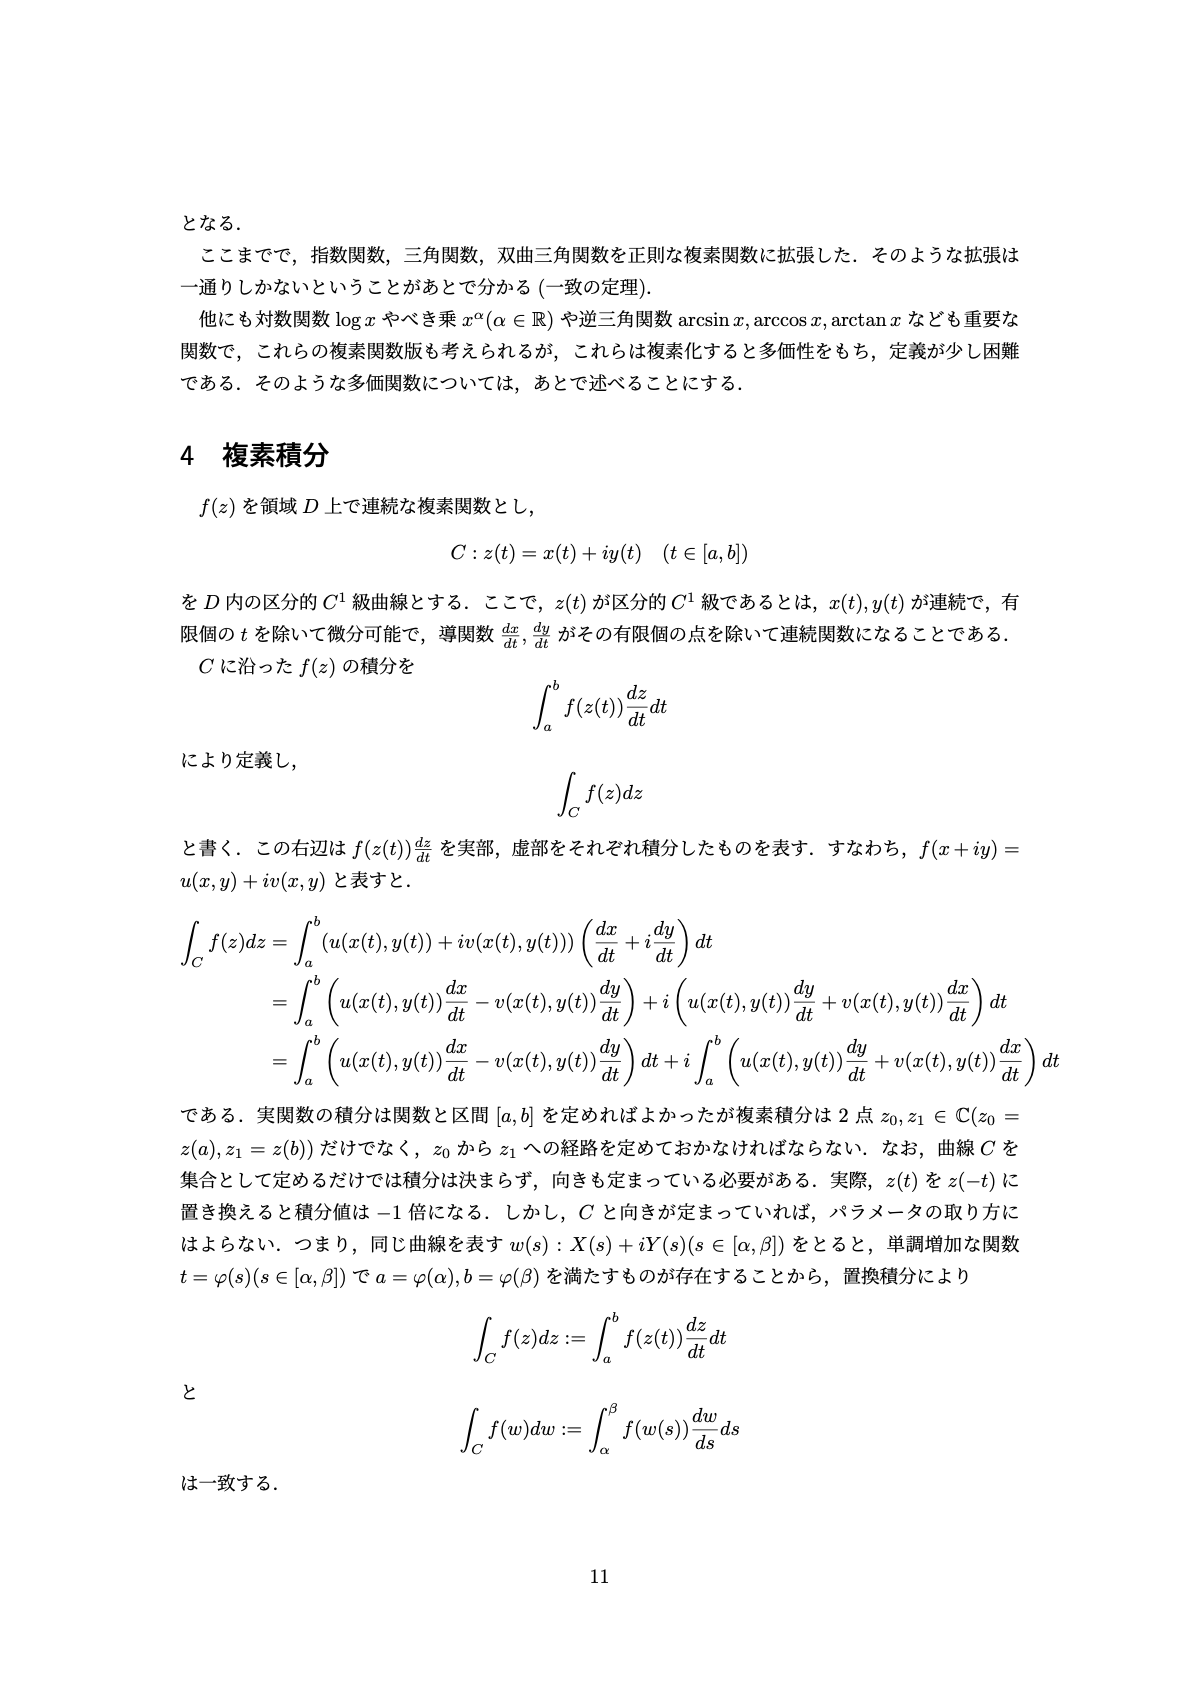 となる．
ここまでで，指数関数，三角関数，双曲三角関数を正則な複素関数に拡張した．そのような拡張は
一通りしかないということがあとで分かる (一致の定理)．
他にも対数関数 log x やべき乗 x^α(α ∈ ℝ) や逆三角関数 arcsin x, arccos x, arctan x なども重要な
関数で，これらの複素関数版も考えられるが，これらは複素化すると多価性をもち，定義が少し困難
である．そのような多価関数については，あとで述べることにする．
4 複素積分
f(z) を領域 D 上で連続な複素関数とし，
C : z(t) = x(t) + iy(t) (t ∈ [a, b])
を D 内の区分的 C^1 級曲線とする．ここで，z(t) が区分的 C^1 級であるとは，x(t), y(t) が連続で，有
限個の t を除いて微分可能で，導関数 dx/dt, dy/dt がその有限個の点を除いて連続関数になることである．
C に沿った f(z) の積分を
∫_a^b f(z(t)) dz/dt dt
により定義し，
∫_C f(z)dz
と書く．この右辺は f(z(t)) dz/dt を実部，虚部をそれぞれ積分したものを表す．すなわち，f(x + iy) =
u(x, y) + iv(x, y) と表すと．
∫_C f(z)dz = ∫_a^b (u(x(t), y(t)) + iv(x(t), y(t))) (dx/dt + i dy/dt) dt
= ∫_a^b (u(x(t), y(t)) dx/dt − v(x(t), y(t)) dy/dt) + i (u(x(t), y(t)) dy/dt + v(x(t), y(t)) dx/dt) dt
= ∫_a^b (u(x(t), y(t)) dx/dt − v(x(t), y(t)) dy/dt) dt + i ∫_a^b (u(x(t), y(t)) dy/dt + v(x(t), y(t)) dx/dt) dt
である．実関数の積分は関数と区間 [a, b] を定めればよかったが複素積分は 2 点 z_0, z_1 ∈ ℂ(z_0 =
z(a), z_1 = z(b)) だけでなく，z_0 から z_1 への経路を定めておかなければならない．なお，曲線 C を
集合として定めるだけでは積分は決まらず，向きも定まっている必要がある．実際，z(t) を z(−t) に
置き換えると積分値は −1 倍になる．しかし，C と向きが定まっていれば，パラメータの取り方に
はよらない．つまり，同じ曲線を表す w(s) : X(s) + iY(s)(s ∈ [α, β]) をとると，単調増加な関数
t = φ(s)(s ∈ [α, β]) で a = φ(α), b = φ(β) を満たすものが存在することから，置換積分により
∫_C f(z)dz := ∫_a^b f(z(t)) dz/dt dt
と
∫_C f(w)dw := ∫_α^β f(w(s)) dw/ds ds
は一致する．
11